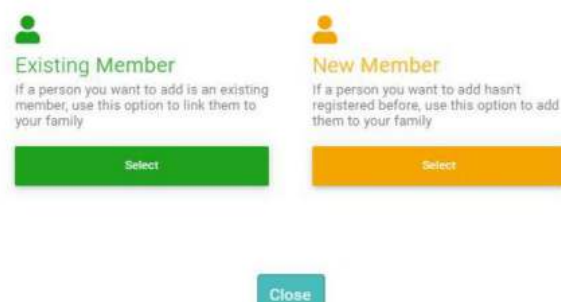 Existing Member
If a person you want to add is an existing
member, use this option to link them to
your family
Select
New Member
If a person you want to add hasn't
registered before, use this option to add
them to your family
Select
Close